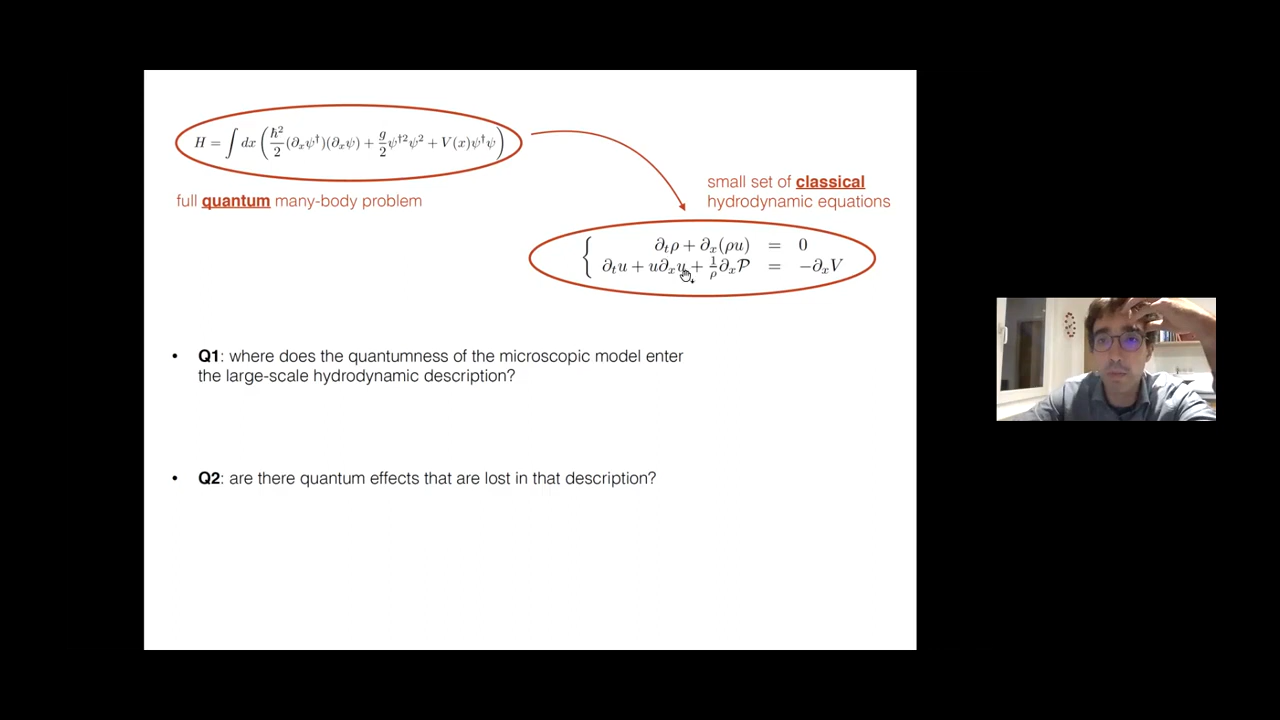 H = ∫ dx ( ħ²/2 (∂ₓψ†)(∂ₓψ) + g/2 ψ†²ψ² + V(x)ψ†ψ )
full quantum many-body problem
small set of classical
hydrodynamic equations
∂ₜρ + ∂ₓ(ρu) = 0
∂ₜu + u∂ₓu + 1/ρ ∂ₓ𝒫 = −∂ₓV
• Q1: where does the quantumness of the microscopic model enter
the large-scale hydrodynamic description?
• Q2: are there quantum effects that are lost in that description?